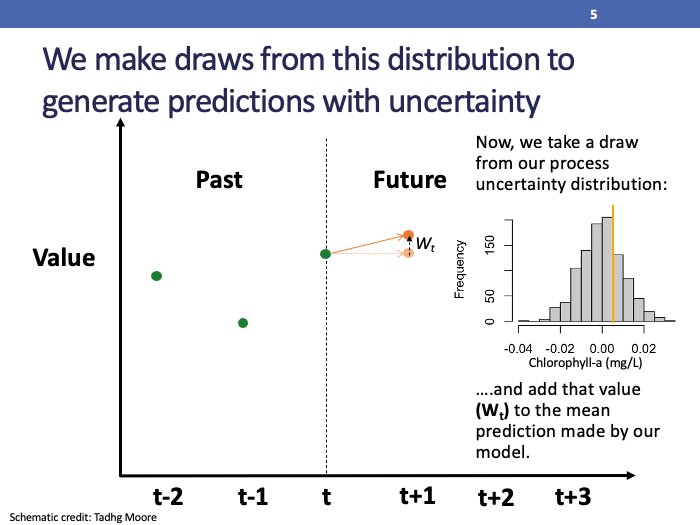 5
We make draws from this distribution to
generate predictions with uncertainty
Past
Future
Value
Wt
Now, we take a draw
from our process
uncertainty distribution:
Frequency
150
50
0
-0.04 -0.02 0.00 0.02
Chlorophyll-a (mg/L)
….and add that value
(Wt) to the mean
prediction made by our
model.
t-2 t-1 t t+1 t+2 t+3
Schematic credit: Tadhg Moore